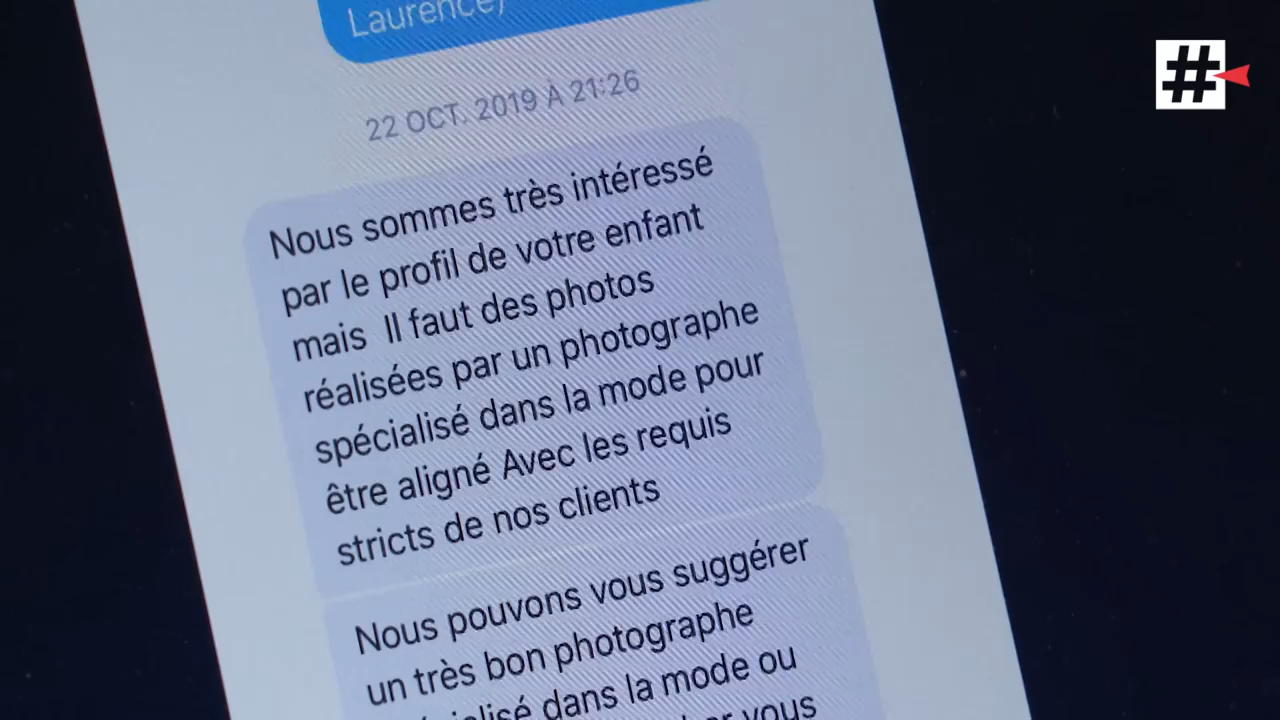 Laurence)
22 OCT. 2019 À 21:26
Nous sommes très intéressé
par le profil de votre enfant
mais Il faut des photos
réalisées par un photographe
spécialisé dans la mode pour
être aligné Avec les requis
stricts de nos clients
Nous pouvons vous suggérer
un très bon photographe
dans la mode ou
vous
#